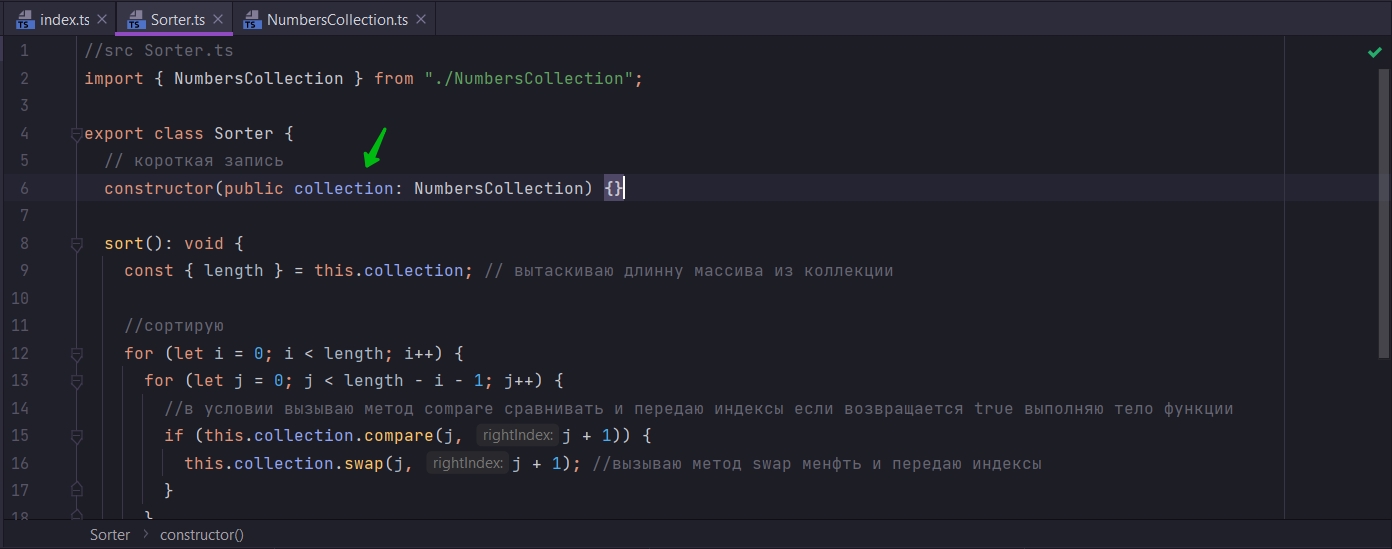 index.ts Sorter.ts NumbersCollection.ts
1 //src Sorter.ts
2 import { NumbersCollection } from "./NumbersCollection";
3
4 export class Sorter {
5 // короткая запись
6 constructor(public collection: NumbersCollection) {}
7
8 sort(): void {
9 const { length } = this.collection; // вытаскиваю длинну массива из коллекции
10
11 //сортирую
12 for (let i = 0; i < length; i++) {
13 for (let j = 0; j < length - i - 1; j++) {
14 //в условии вызываю метод compare сравнивать и передаю индексы если возвращается true выполняю тело функции
15 if (this.collection.compare(j, rightIndex: j + 1)) {
16 this.collection.swap(j, rightIndex: j + 1); //вызываю метод swap менфть и передаю индексы
17 }
18 }
Sorter > constructor()